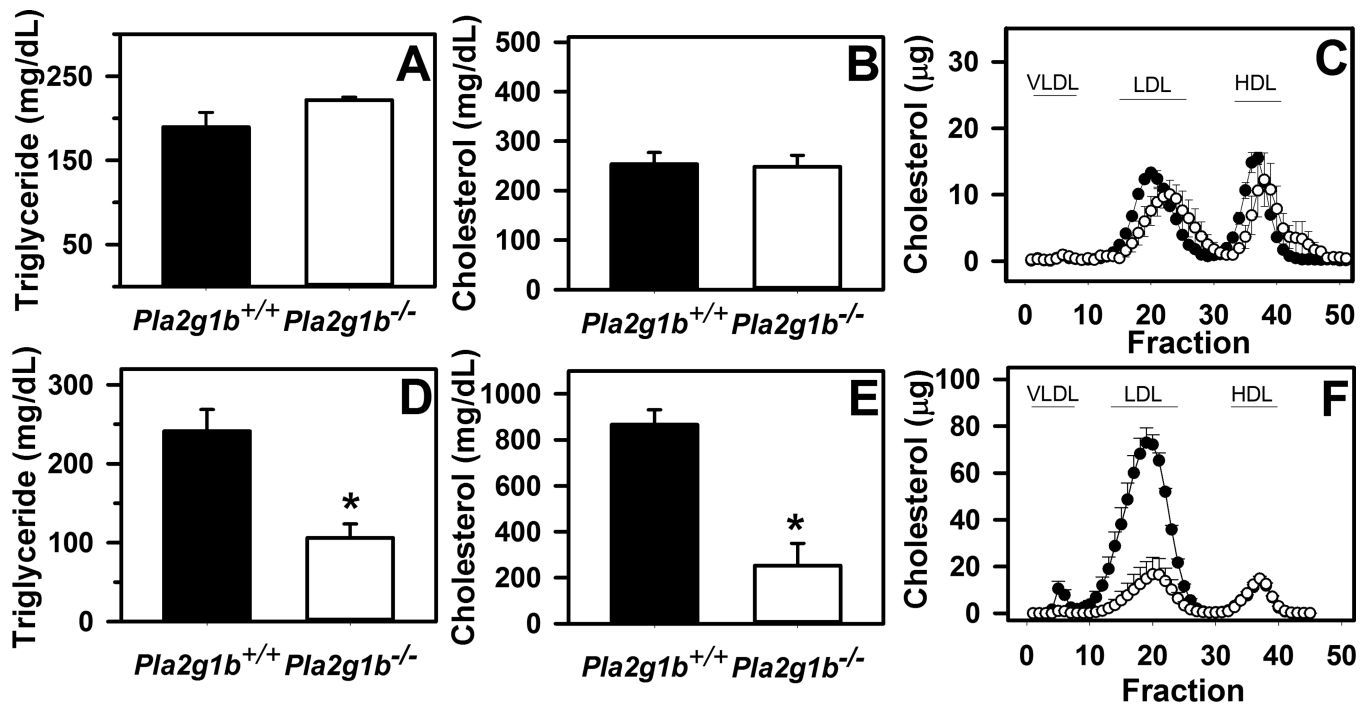 A
Triglyceride (mg/dL)
250
150
50
Pla2g1b+/+ Pla2g1b-/-
B
Cholesterol (mg/dL)
500
400
300
200
100
0
Pla2g1b+/+ Pla2g1b-/-
C
Cholesterol (µg)
30
20
10
0
VLDL LDL HDL
0 10 20 30 40 50
Fraction
D
Triglyceride (mg/dL)
300
200
100
0
*
Pla2g1b+/+ Pla2g1b-/-
E
Cholesterol (mg/dL)
1000
800
600
400
200
0
*
Pla2g1b+/+ Pla2g1b-/-
F
Cholesterol (µg)
100
80
60
40
20
0
VLDL LDL HDL
0 10 20 30 40 50
Fraction